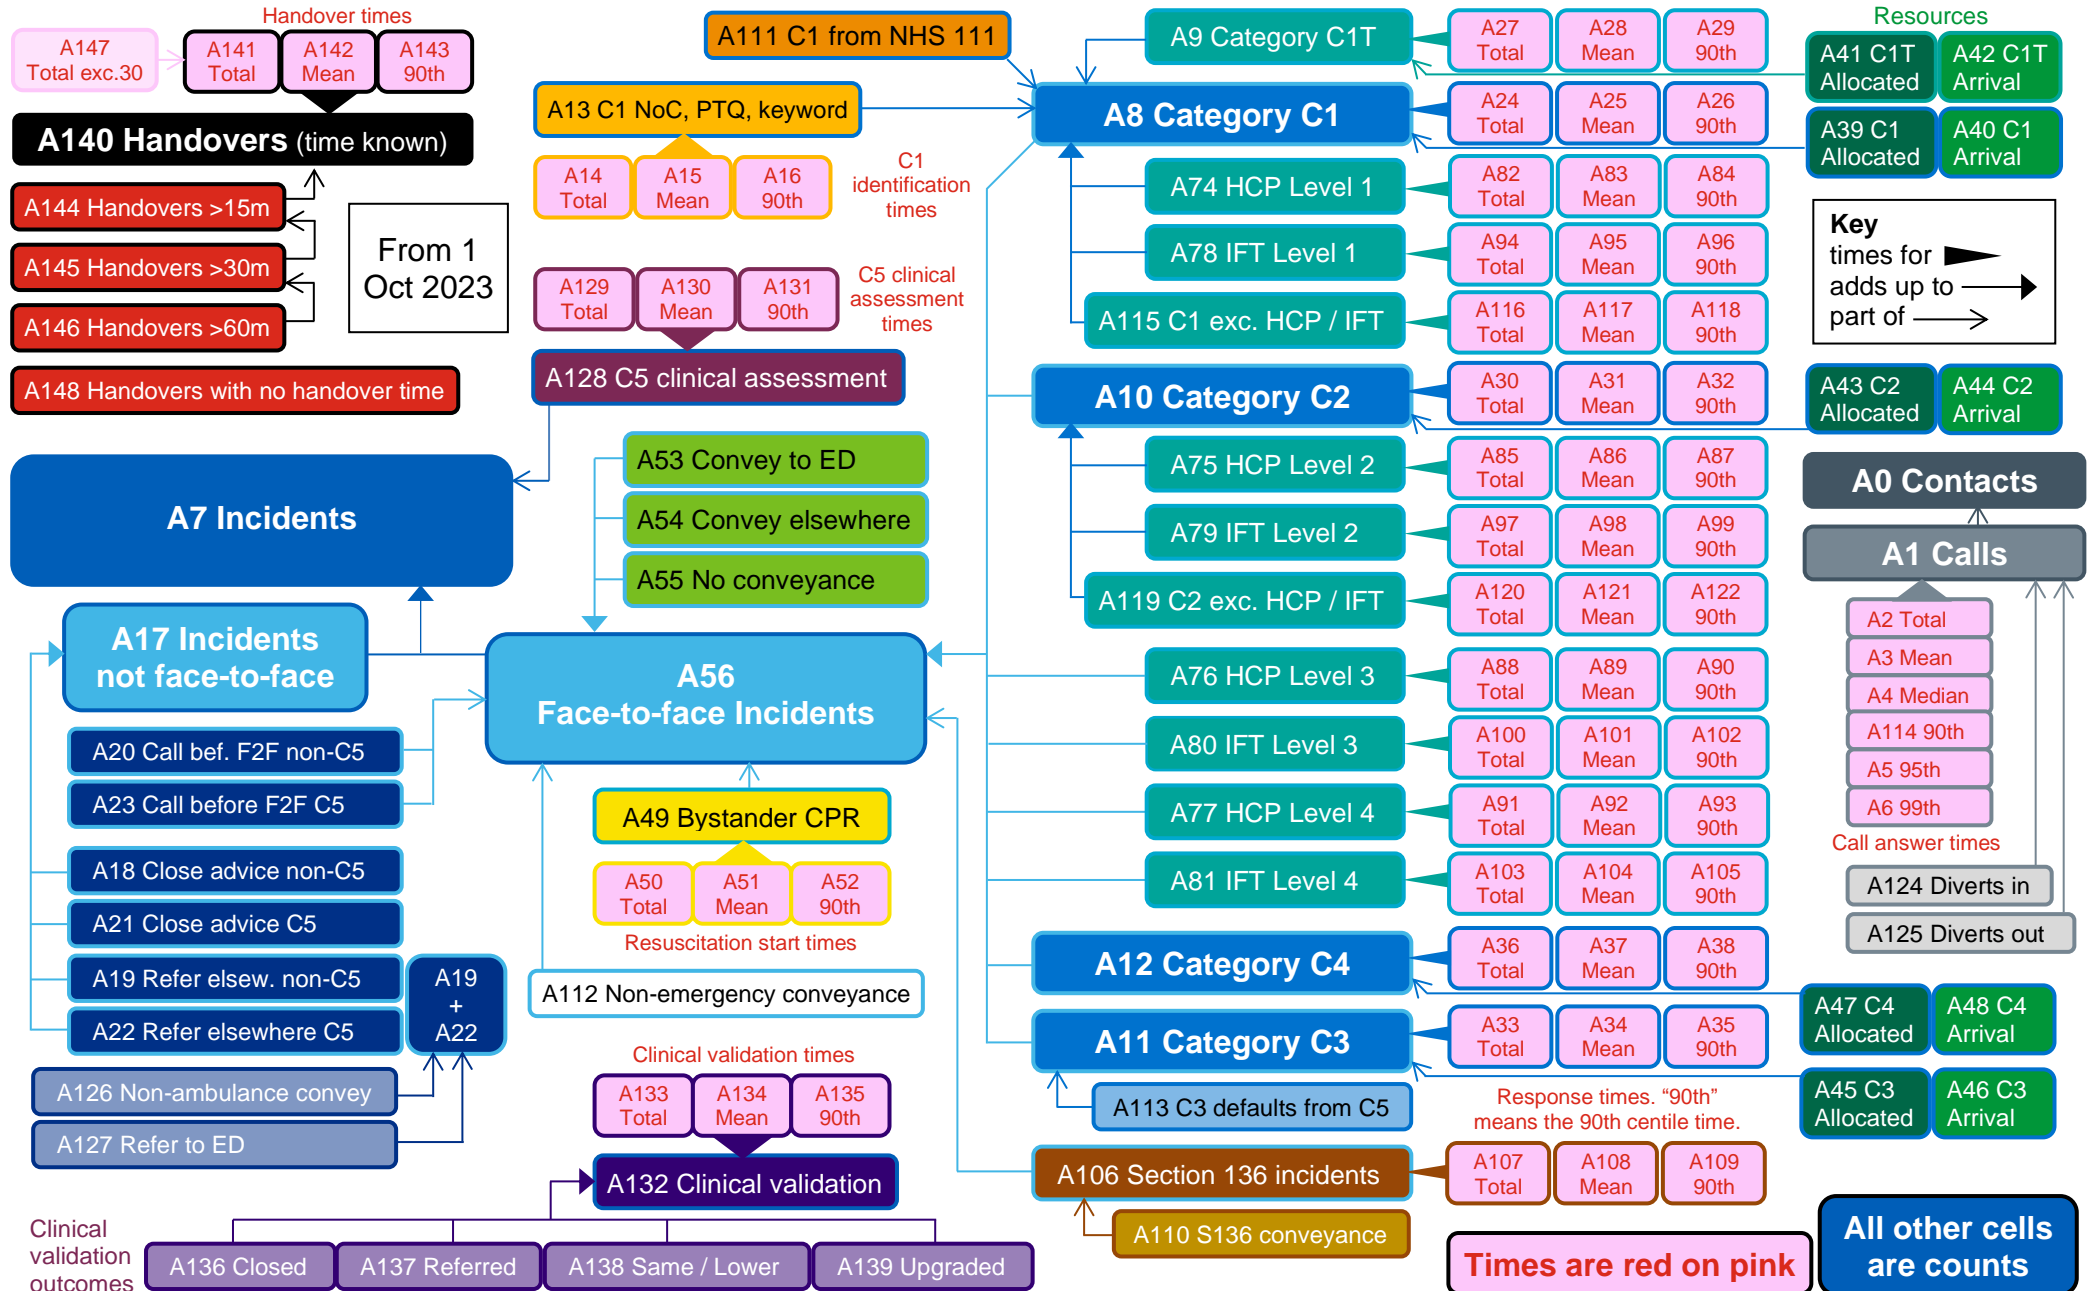 Handover times
A147
Total exc.30
A141
Total
A142
Mean
A143
90th
A140 Handovers (time known)
A144 Handovers >15m
A145 Handovers >30m
A146 Handovers >60m
A148 Handovers with no handover time
From 1
Oct 2023
A111 C1 from NHS 111
A13 C1 NoC, PTQ, keyword
A14
Total
A15
Mean
A16
90th
C1
identification
times
A129
Total
A130
Mean
A131
90th
C5 clinical
assessment
times
A128 C5 clinical assessment
A7 Incidents
A53 Convey to ED
A54 Convey elsewhere
A55 No conveyance
A17 Incidents
not face-to-face
A56
Face-to-face Incidents
A20 Call bef. F2F non-C5
A23 Call before F2F C5
A18 Close advice non-C5
A21 Close advice C5
A19 Refer elsew. non-C5
A22 Refer elsewhere C5
A19
+
A22
A126 Non-ambulance convey
A127 Refer to ED
A49 Bystander CPR
A50
Total
A51
Mean
A52
90th
Resuscitation start times
A112 Non-emergency conveyance
Clinical validation times
A133
Total
A134
Mean
A135
90th
A132 Clinical validation
Clinical
validation
outcomes
A136 Closed
A137 Referred
A138 Same / Lower
A139 Upgraded
A9 Category C1T
A27
Total
A28
Mean
A29
90th
A8 Category C1
A24
Total
A25
Mean
A26
90th
A74 HCP Level 1
A82
Total
A83
Mean
A84
90th
A78 IFT Level 1
A94
Total
A95
Mean
A96
90th
A115 C1 exc. HCP / IFT
A116
Total
A117
Mean
A118
90th
A10 Category C2
A30
Total
A31
Mean
A32
90th
A75 HCP Level 2
A85
Total
A86
Mean
A87
90th
A79 IFT Level 2
A97
Total
A98
Mean
A99
90th
A119 C2 exc. HCP / IFT
A120
Total
A121
Mean
A122
90th
A76 HCP Level 3
A88
Total
A89
Mean
A90
90th
A80 IFT Level 3
A100
Total
A101
Mean
A102
90th
A77 HCP Level 4
A91
Total
A92
Mean
A93
90th
A81 IFT Level 4
A103
Total
A104
Mean
A105
90th
A12 Category C4
A36
Total
A37
Mean
A38
90th
A11 Category C3
A33
Total
A34
Mean
A35
90th
A113 C3 defaults from C5
Response times. “90th”
means the 90th centile time.
A106 Section 136 incidents
A107
Total
A108
Mean
A109
90th
A110 S136 conveyance
Resources
A41 C1T
Allocated
A42 C1T
Arrival
A39 C1
Allocated
A40 C1
Arrival
Key
times for
adds up to
part of
A43 C2
Allocated
A44 C2
Arrival
A0 Contacts
A1 Calls
A2 Total
A3 Mean
A4 Median
A114 90th
A5 95th
A6 99th
Call answer times
A124 Diverts in
A125 Diverts out
A47 C4
Allocated
A48 C4
Arrival
A45 C3
Allocated
A46 C3
Arrival
Times are red on pink
All other cells
are counts